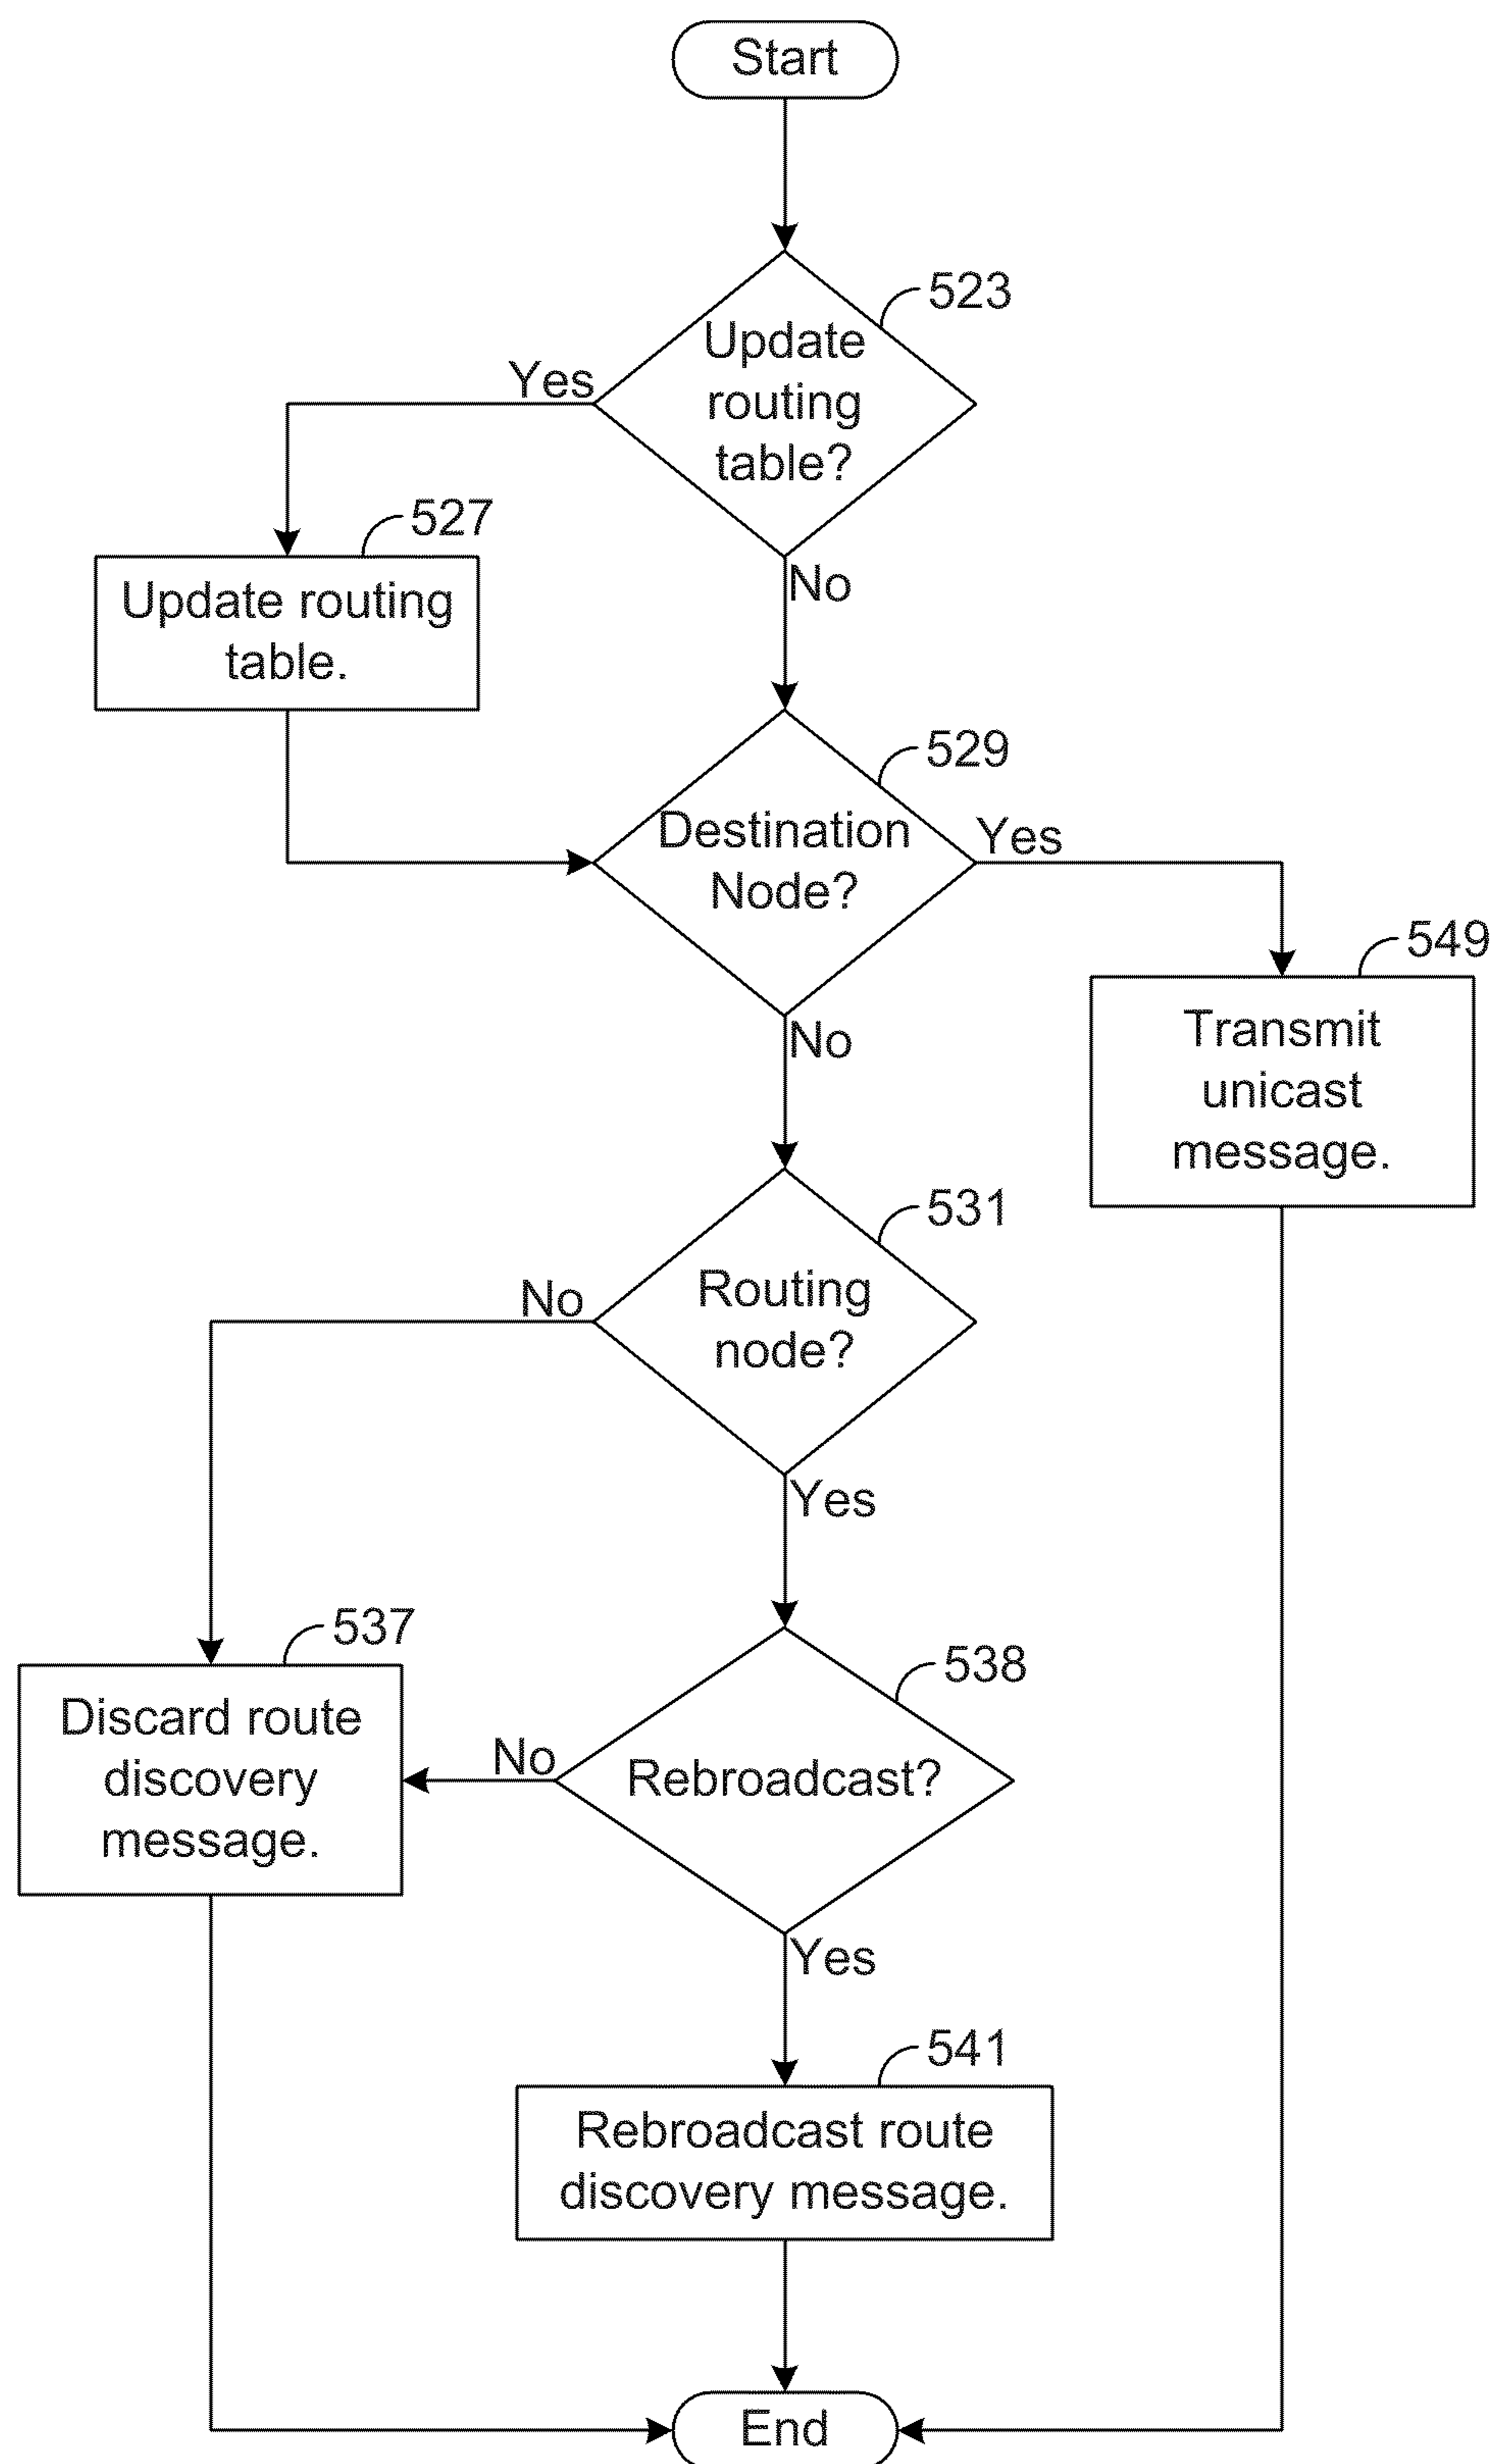 Start
523
Update
routing
table?
Yes
527
Update routing
table.
No
529
Destination
Node?
Yes
549
Transmit
unicast
message.
No
531
Routing
node?
No
Yes
537
Discard route
discovery
message.
538
Rebroadcast?
No
Yes
541
Rebroadcast route
discovery message.
End